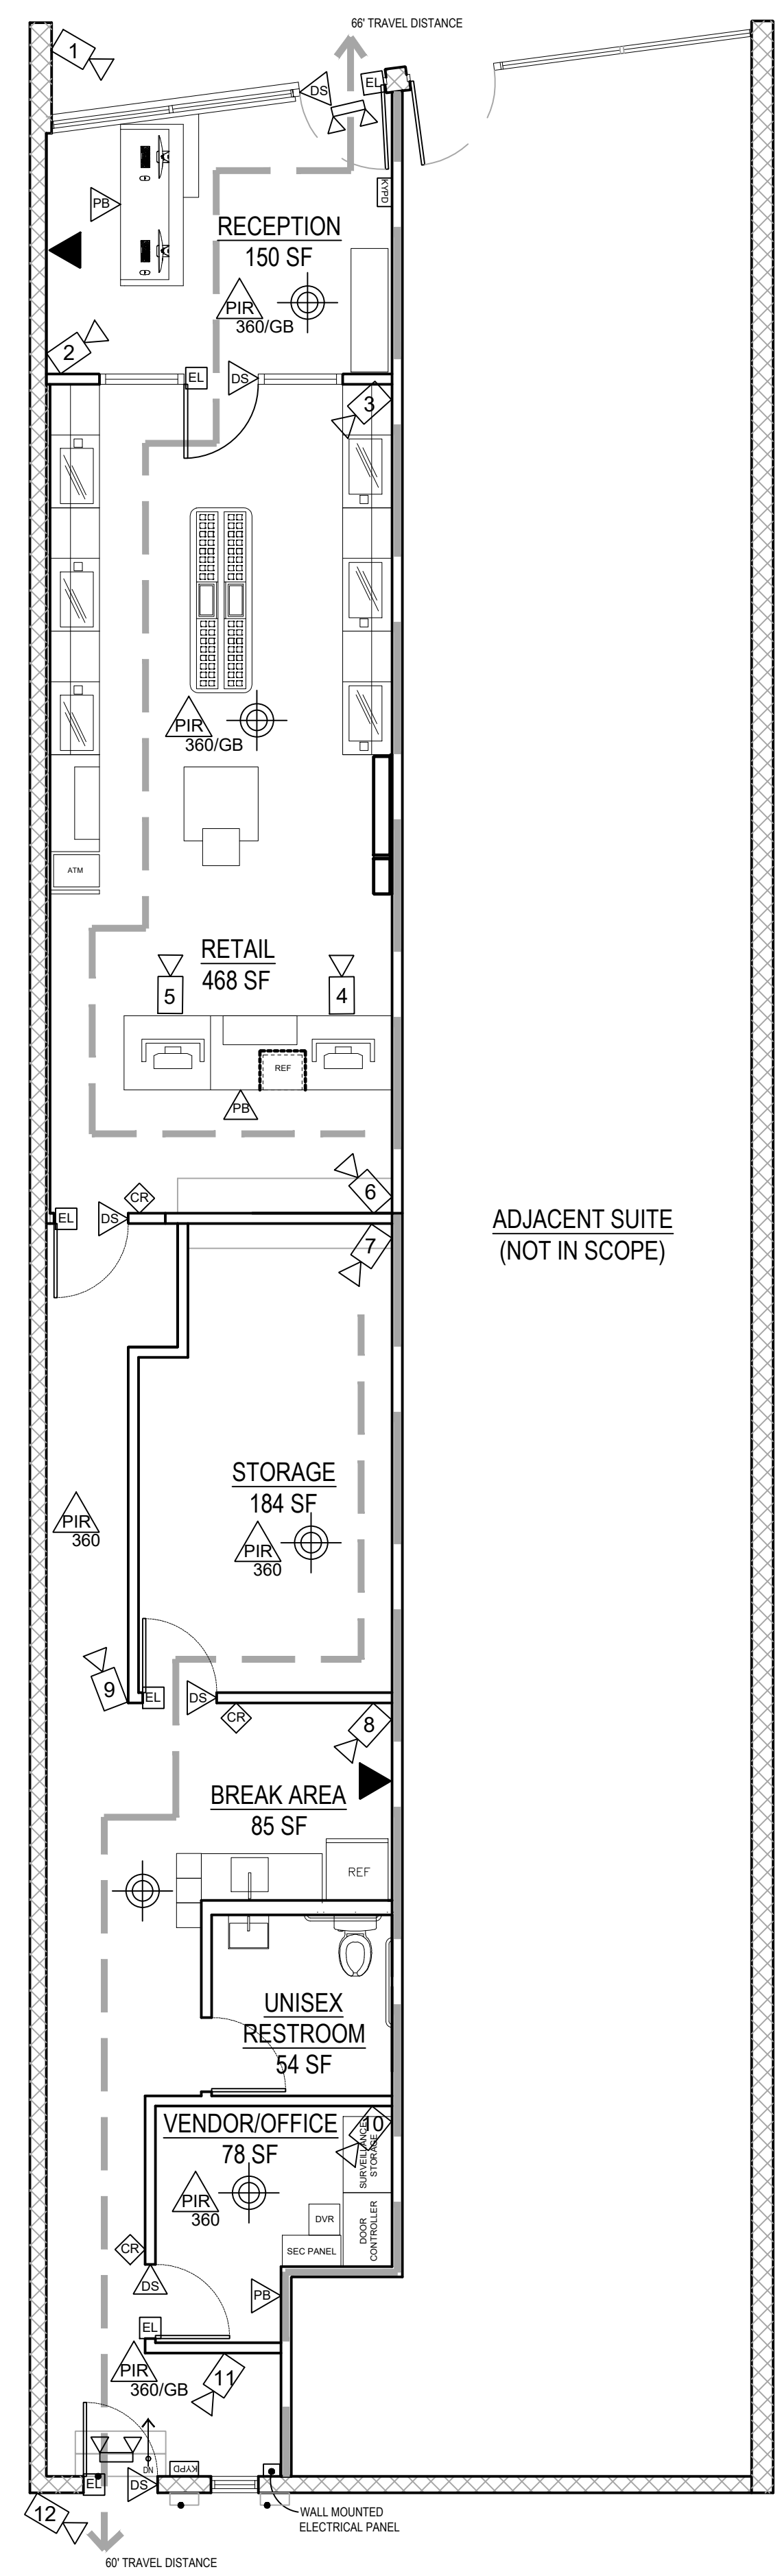 66' TRAVEL DISTANCE
1
DS
EL
PB
KYPD
RECEPTION
150 SF
PIR
360/GB
2
EL
DS
3
PIR
360/GB
ATM
RETAIL
468 SF
5
4
REF
PB
6
CR
EL
DS
7
ADJACENT SUITE
(NOT IN SCOPE)
STORAGE
184 SF
PIR
360
PIR
360
9
EL
DS
CR
8
BREAK AREA
85 SF
REF
UNISEX
RESTROOM
54 SF
VENDOR/OFFICE
78 SF
10
SURVEILLANCE
STORAGE
PIR
360
DVR
SEC PANEL
DOOR
CONTROLLER
CR
DS
PB
EL
PIR
360/GB
11
DN
KYPD
EL
DS
12
WALL MOUNTED
ELECTRICAL PANEL
60' TRAVEL DISTANCE